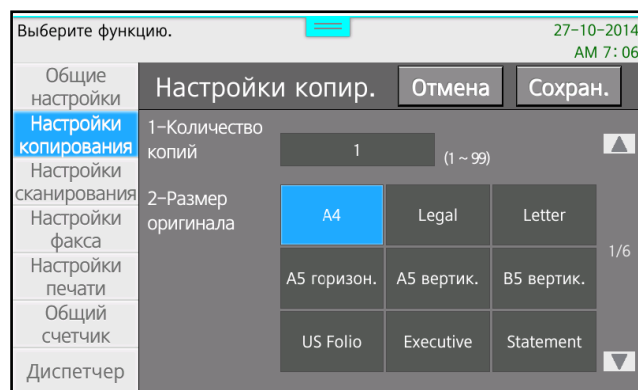 Выберите функцию.
27-10-2014
AM 7:06
Общие
настройки
Настройки
копирования
Настройки
сканирования
Настройки
факса
Настройки
печати
Общий
счетчик
Диспетчер
Настройки копир.
Отмена
Сохран.
1-Количество
копий
1
(1 ~ 99)
2-Размер
оригинала
A4
Legal
Letter
A5 горизон.
A5 вертик.
B5 вертик.
US Folio
Executive
Statement
1/6